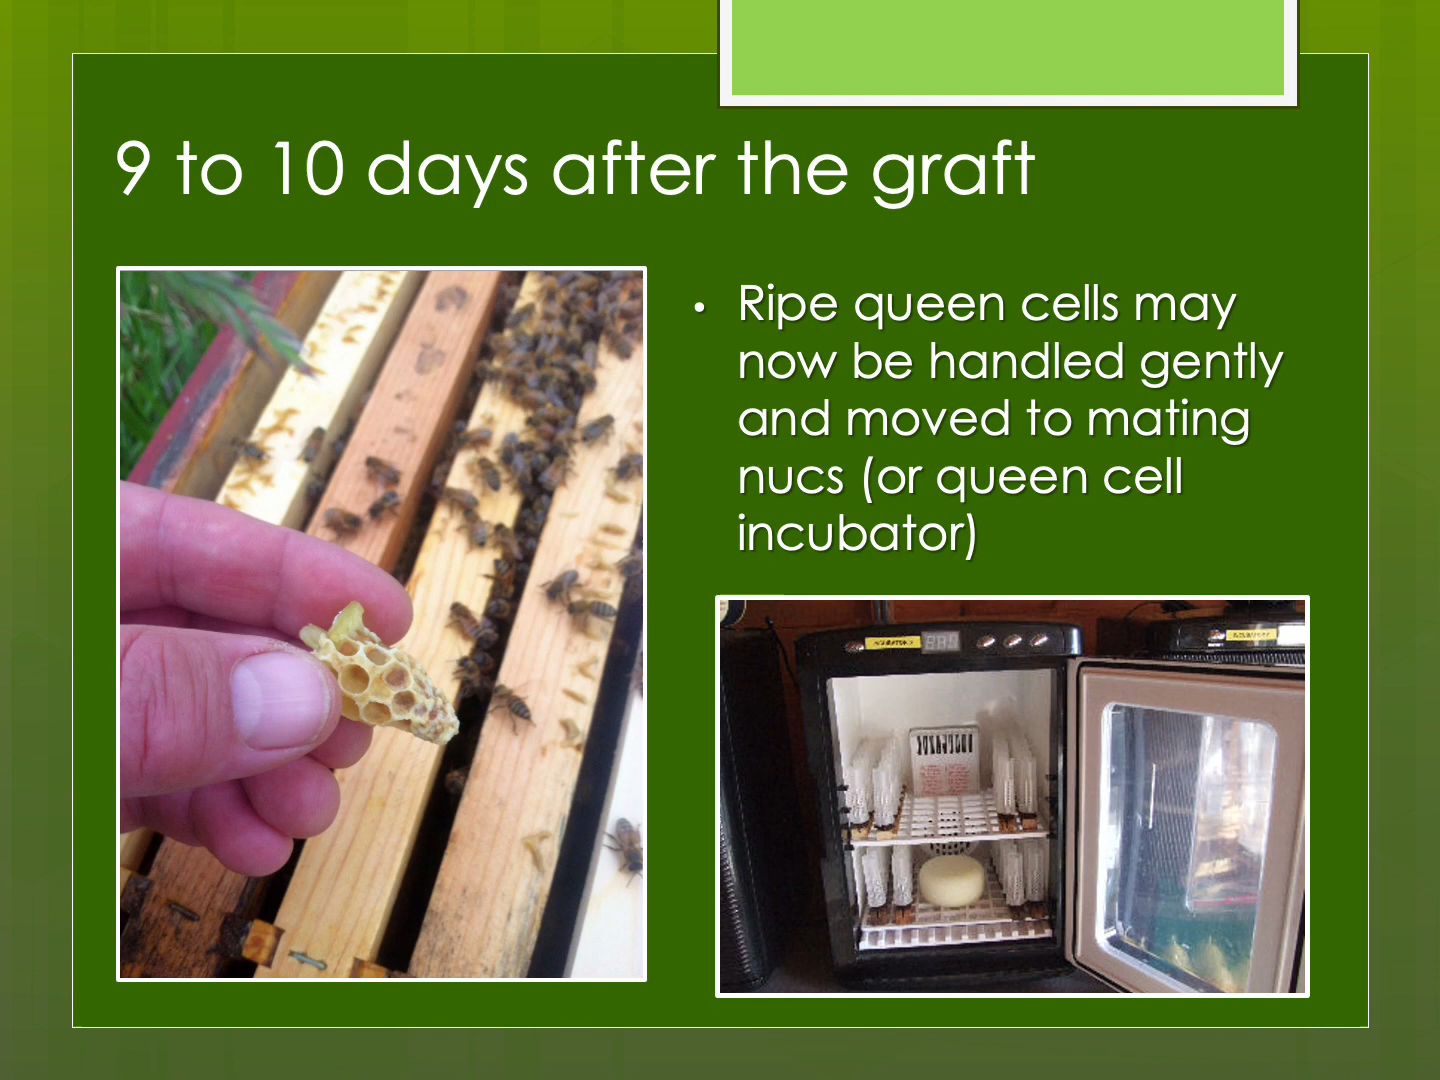 9 to 10 days after the graft
• Ripe queen cells may
now be handled gently
and moved to mating
nucs (or queen cell
incubator)